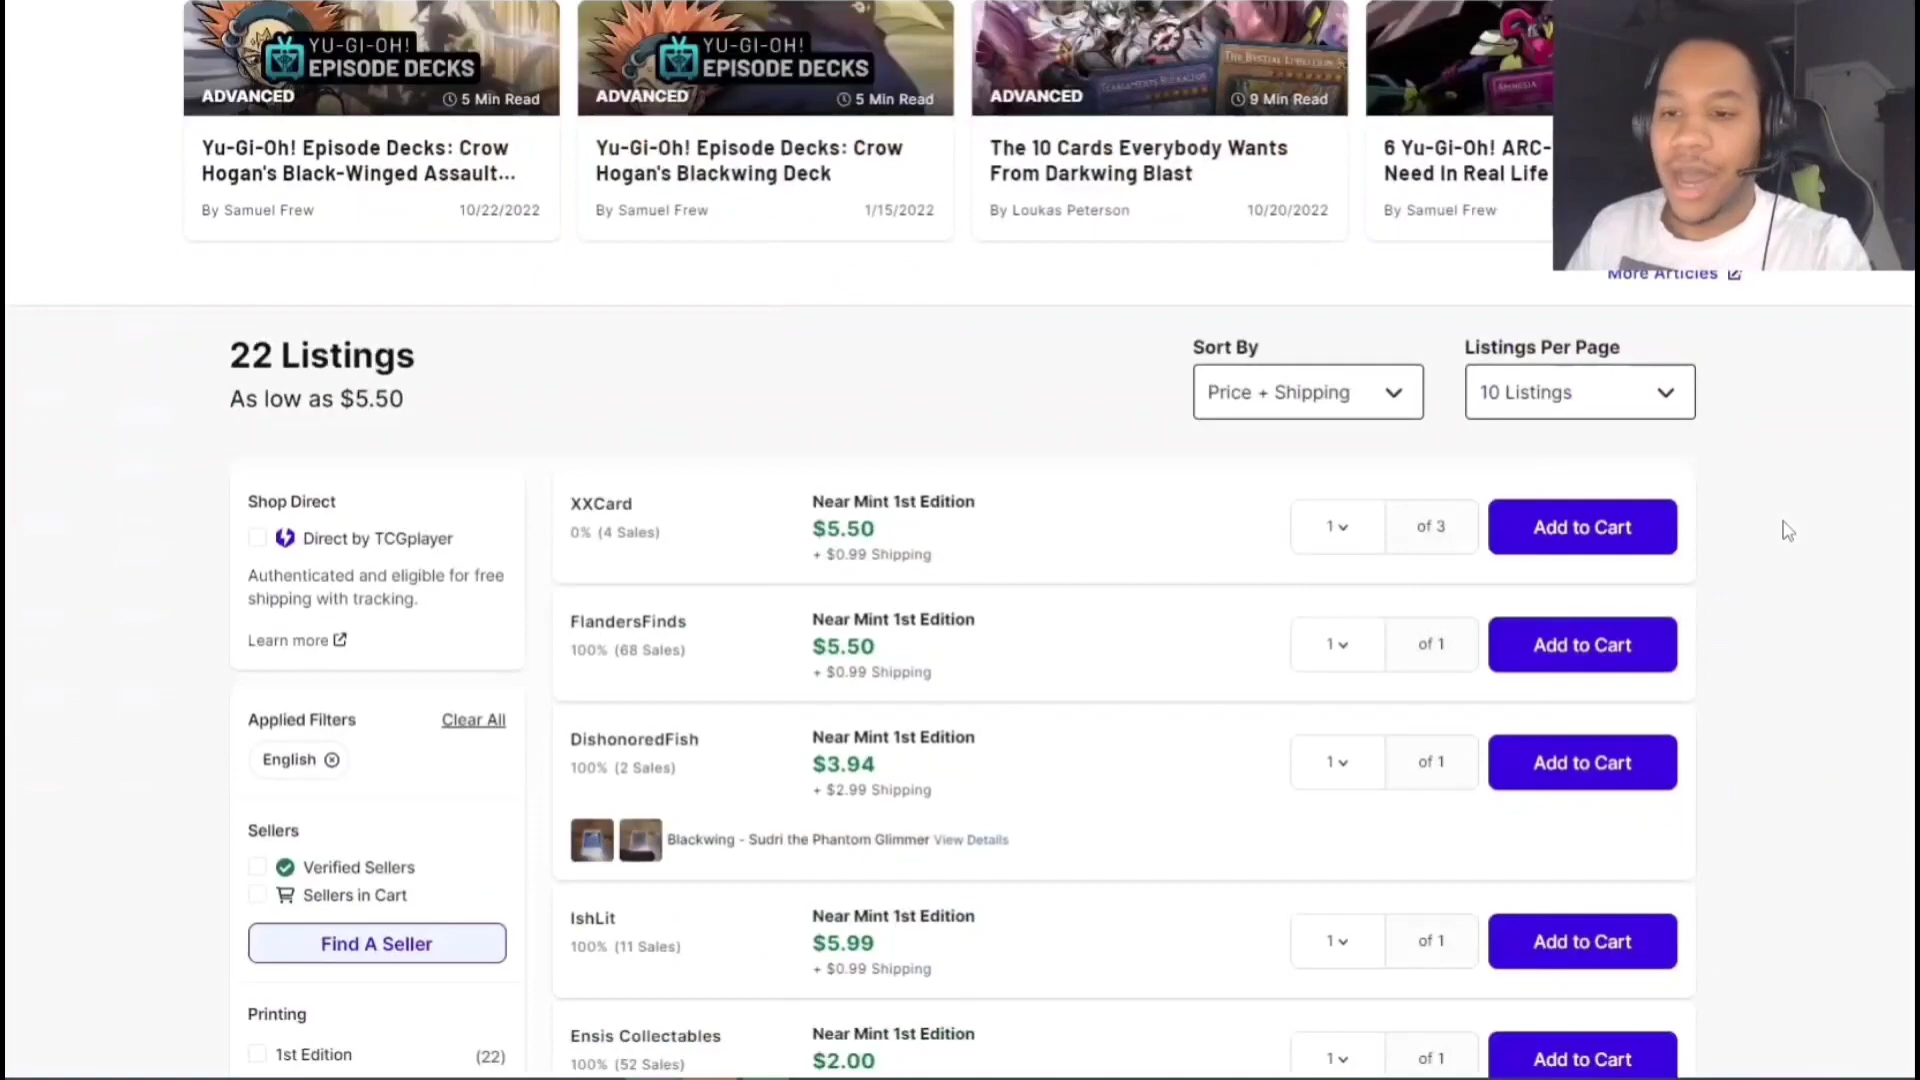 YU-GI-OH!
EPISODE DECKS
ADVANCED
5 Min Read
Yu-Gi-Oh! Episode Decks: Crow
Hogan's Black-Winged Assault...
By Samuel Frew
10/22/2022
YU-GI-OH!
EPISODE DECKS
ADVANCED
5 Min Read
Yu-Gi-Oh! Episode Decks: Crow
Hogan's Blackwing Deck
By Samuel Frew
1/15/2022
ADVANCED
9 Min Read
The 10 Cards Everybody Wants
From Darkwing Blast
By Loukas Peterson
10/20/2022
6 Yu-Gi-Oh! ARC-
Need In Real Life
By Samuel Frew
More Articles
22 Listings
As low as $5.50
Sort By
Price + Shipping
Listings Per Page
10 Listings
Shop Direct
Direct by TCGplayer
Authenticated and eligible for free
shipping with tracking.
Learn more
Applied Filters
Clear All
English
Sellers
Verified Sellers
Sellers in Cart
Find A Seller
Printing
1st Edition
(22)
XXCard
0% (4 Sales)
Near Mint 1st Edition
$5.50
+ $0.99 Shipping
1
of 3
Add to Cart
FlandersFinds
100% (68 Sales)
Near Mint 1st Edition
$5.50
+ $0.99 Shipping
1
of 1
Add to Cart
DishonoredFish
100% (2 Sales)
Near Mint 1st Edition
$3.94
+ $2.99 Shipping
1
of 1
Add to Cart
Blackwing - Sudri the Phantom Glimmer View Details
IshLit
100% (11 Sales)
Near Mint 1st Edition
$5.99
+ $0.99 Shipping
1
of 1
Add to Cart
Ensis Collectables
100% (52 Sales)
Near Mint 1st Edition
$2.00
1
of 1
Add to Cart